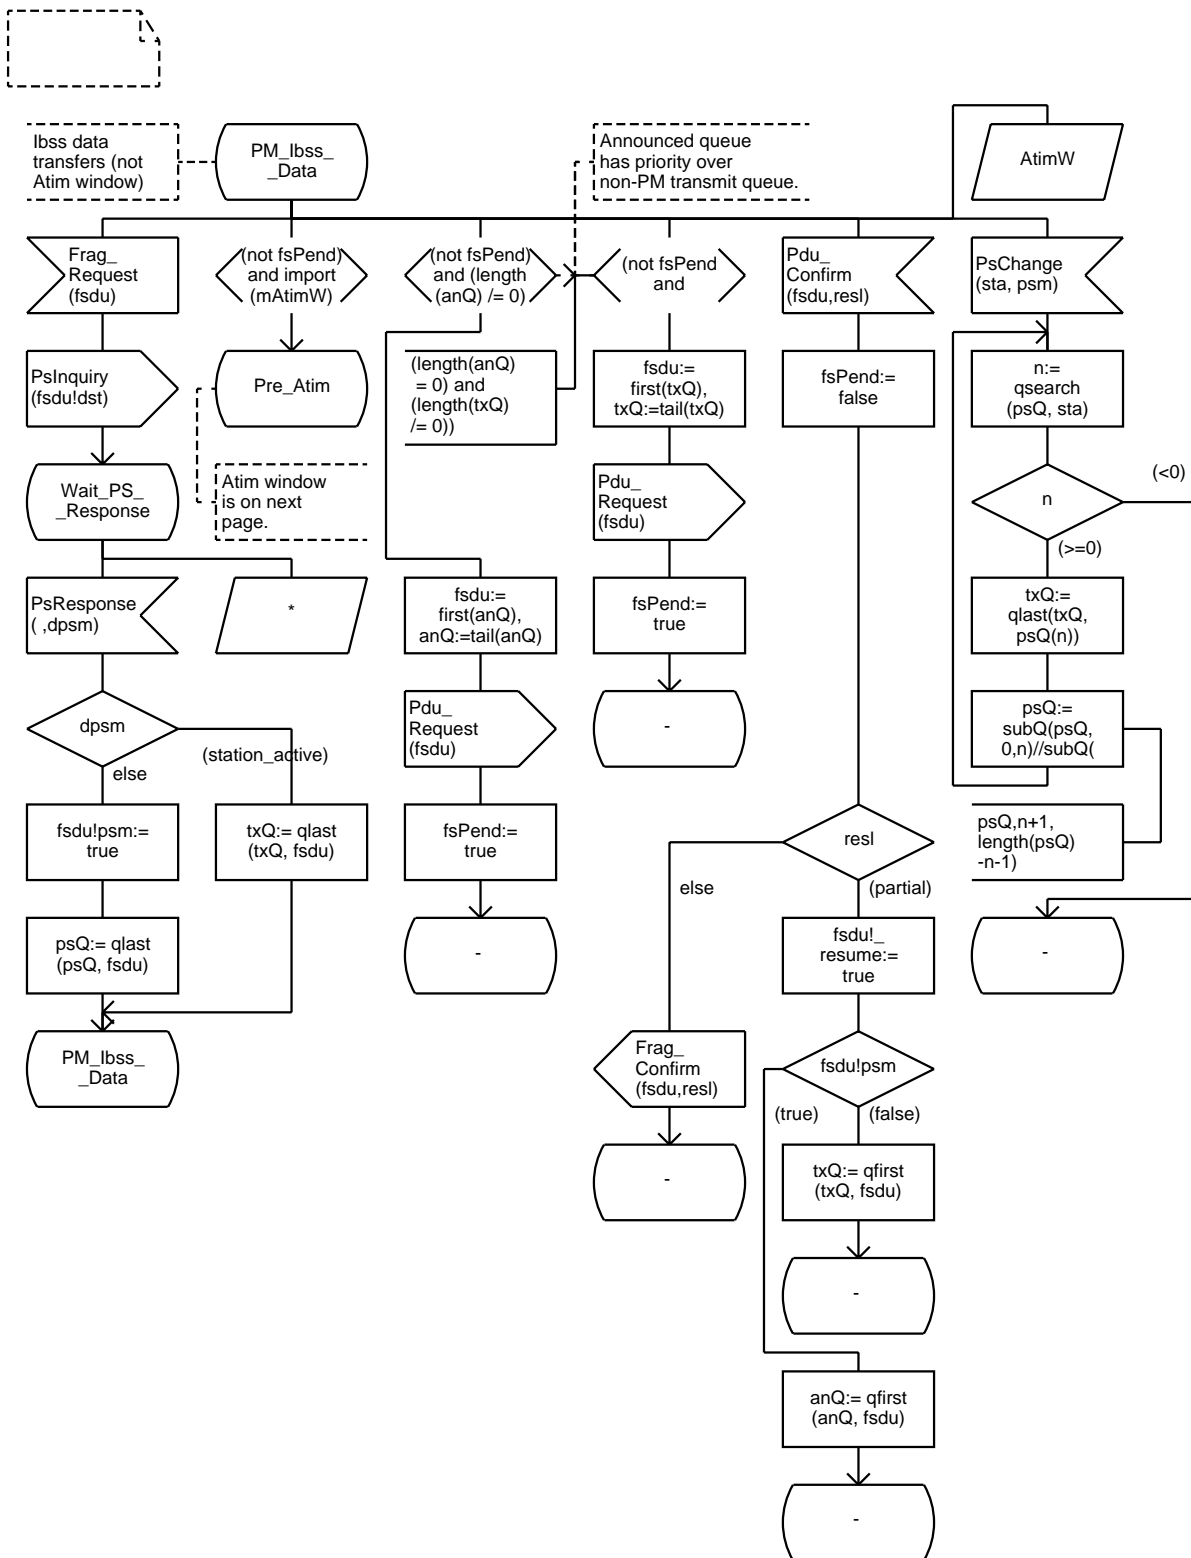 Ibss data
transfers (not
Atim window)
PM_Ibss_
_Data
Announced queue
has priority over
non-PM transmit queue.
AtimW
Frag_
Request
(fsdu)
(not fsPend)
and import
(mAtimW)
(not fsPend)
and (length
(anQ) /= 0)
(not fsPend
and
Pdu_
Confirm
(fsdu,resl)
PsChange
(sta, psm)
PsInquiry
(fsdu!dst)
Pre_Atim
(length(anQ)
= 0) and
(length(txQ)
/= 0))
fsdu:=
first(txQ),
txQ:=tail(txQ)
fsPend:=
false
n:=
qsearch
(psQ, sta)
Wait_PS_
_Response
Atim window
is on next
page.
Pdu_
Request
(fsdu)
n
(<0)
(>=0)
PsResponse
( ,dpsm)
*
fsdu:=
first(anQ),
anQ:=tail(anQ)
fsPend:=
true
txQ:=
qlast(txQ,
psQ(n))
dpsm
(station_active)
else
Pdu_
Request
(fsdu)
-
psQ:=
subQ(psQ,
0,n)//subQ(
fsdu!psm:=
true
txQ:= qlast
(txQ, fsdu)
fsPend:=
true
resl
else
(partial)
psQ,n+1,
length(psQ)
-n-1)
psQ:= qlast
(psQ, fsdu)
-
fsdu!_
resume:=
true
-
PM_Ibss_
_Data
Frag_
Confirm
(fsdu,resl)
fsdu!psm
(true)
(false)
-
txQ:= qfirst
(txQ, fsdu)
-
anQ:= qfirst
(anQ, fsdu)
-